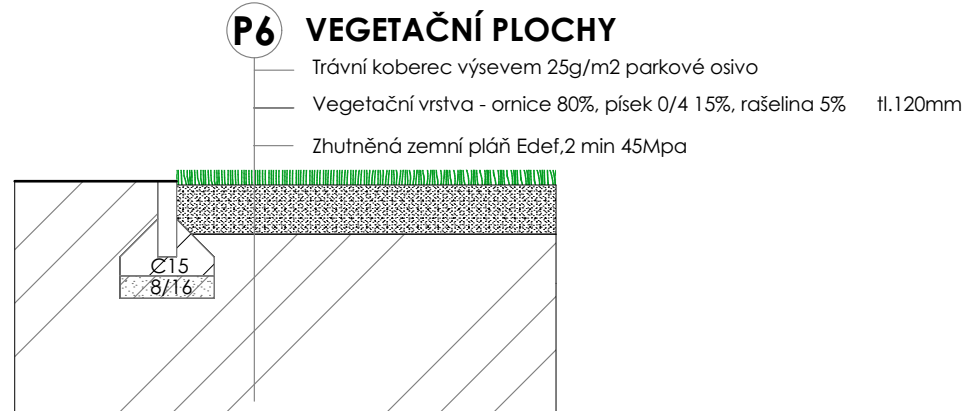 P6 VEGETAČNÍ PLOCHY
Trávní koberec výsevem 25g/m2 parkové osivo
Vegetační vrstva - ornice 80%, písek 0/4 15%, rašelina 5% tl.120mm
Zhutněná zemní pláň Edef,2 min 45Mpa
C15
8/16